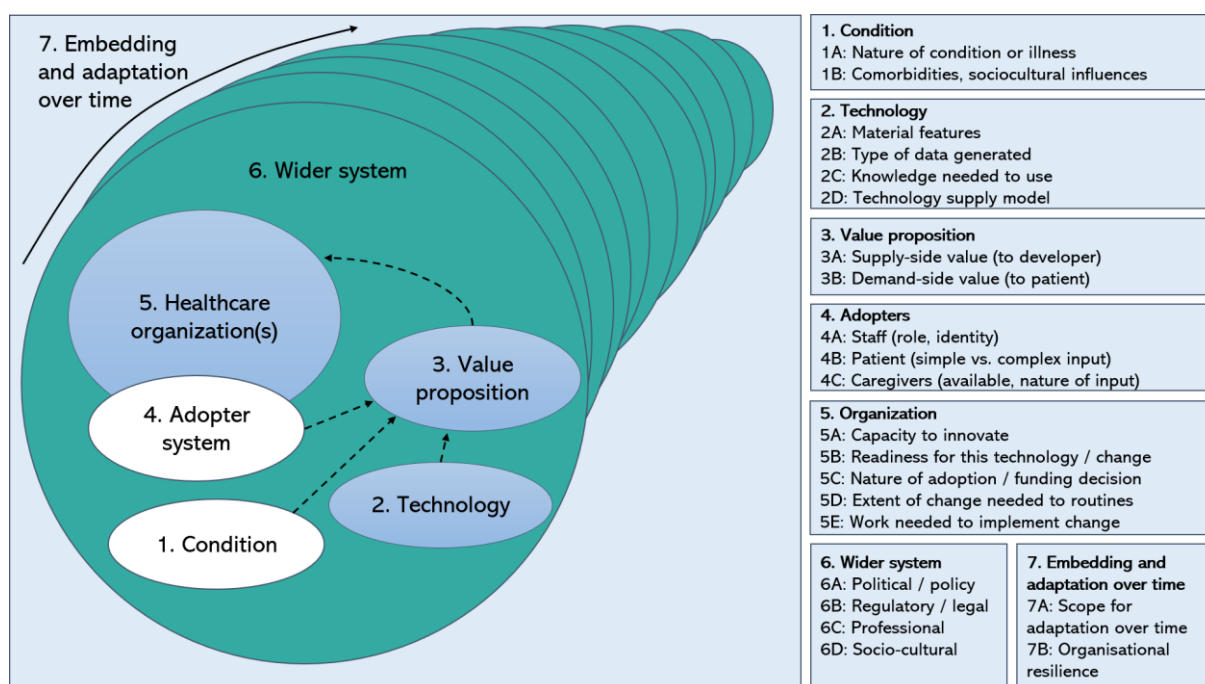 7. Embedding
and adaptation
over time
6. Wider system
5. Healthcare
organization(s)
3. Value
proposition
4. Adopter
system
2. Technology
1. Condition
1. Condition
1A: Nature of condition or illness
1B: Comorbidities, sociocultural influences
2. Technology
2A: Material features
2B: Type of data generated
2C: Knowledge needed to use
2D: Technology supply model
3. Value proposition
3A: Supply-side value (to developer)
3B: Demand-side value (to patient)
4. Adopters
4A: Staff (role, identity)
4B: Patient (simple vs. complex input)
4C: Caregivers (available, nature of input)
5. Organization
5A: Capacity to innovate
5B: Readiness for this technology / change
5C: Nature of adoption / funding decision
5D: Extent of change needed to routines
5E: Work needed to implement change
6. Wider system
6A: Political / policy
6B: Regulatory / legal
6C: Professional
6D: Socio-cultural
7. Embedding and
adaptation over time
7A: Scope for
adaptation over time
7B: Organisational
resilience